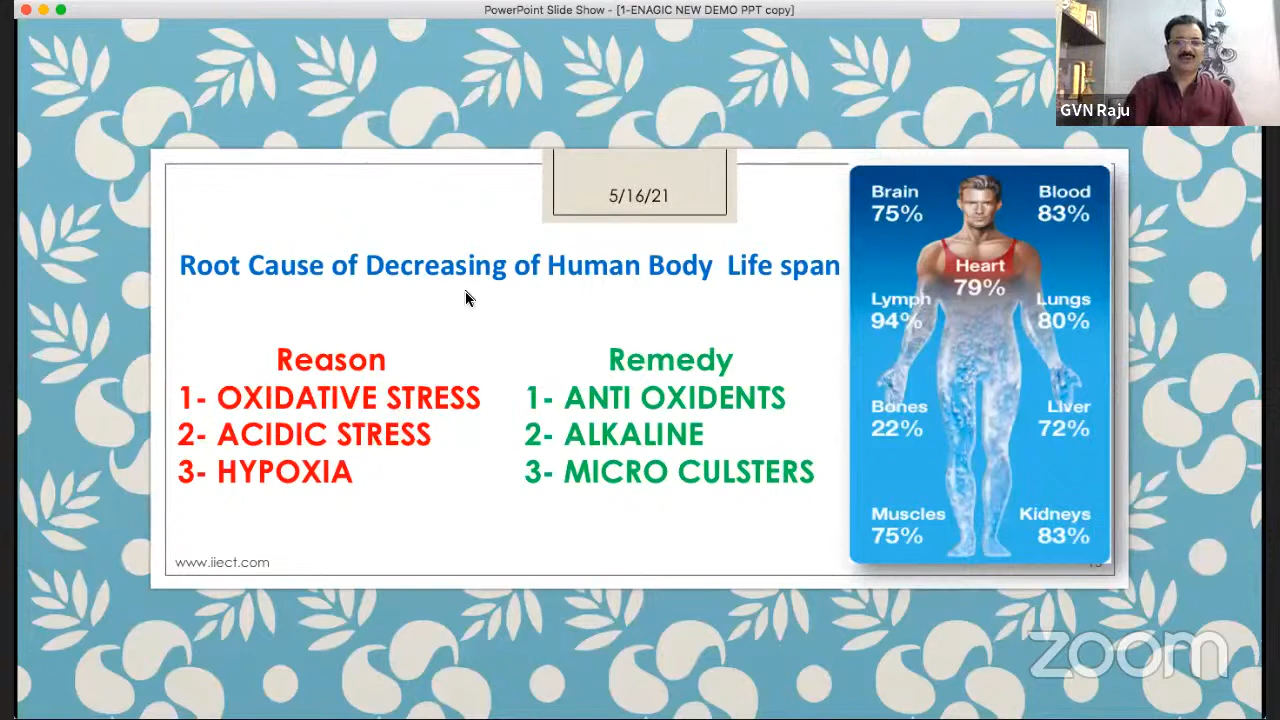 PowerPoint Slide Show - [1-ENAGIC NEW DEMO PPT copy]
GVN Raju
5/16/21
Root Cause of Decreasing of Human Body Life span
Reason
1- OXIDATIVE STRESS
2- ACIDIC STRESS
3- HYPOXIA
Remedy
1- ANTI OXIDENTS
2- ALKALINE
3- MICRO CULSTERS
Brain
75%
Blood
83%
Heart
79%
Lymph
94%
Lungs
80%
Bones
22%
Liver
72%
Muscles
75%
Kidneys
83%
www.iiect.com
zoom